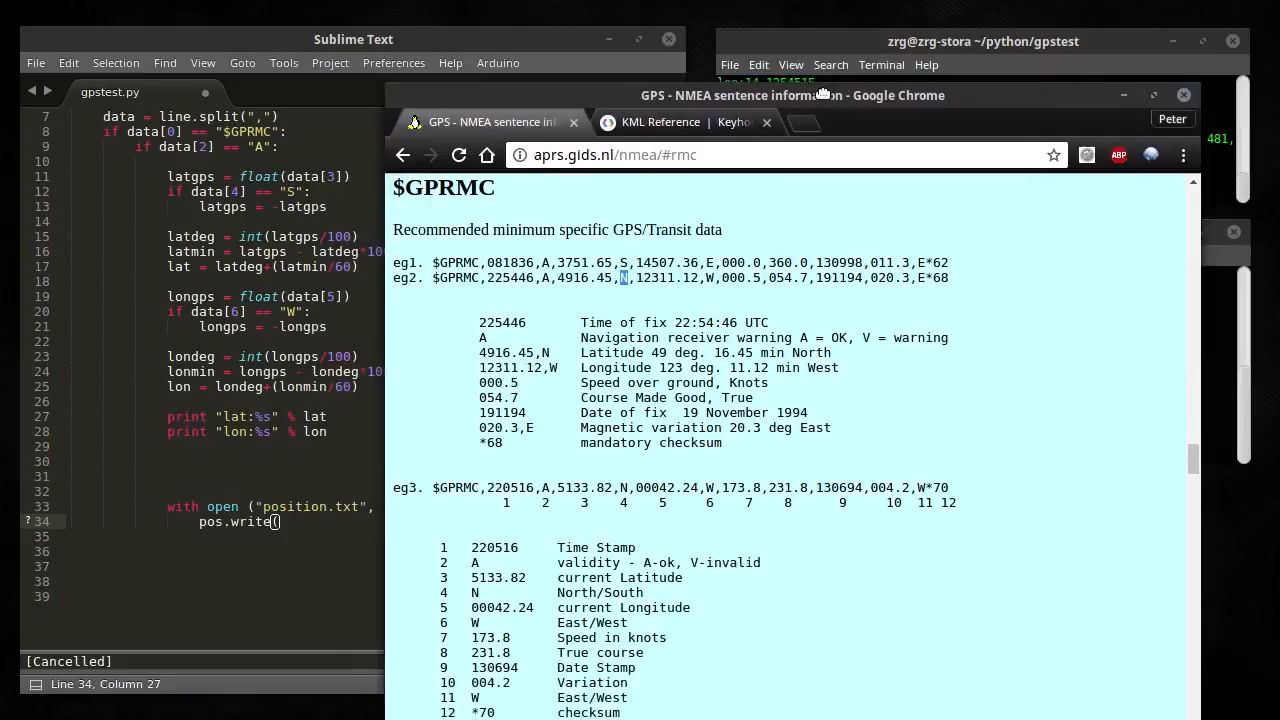 Sublime Text
File Edit Selection Find View Goto Tools Project Preferences Help Arduino
gpstest.py
7 data = line.split(",")
8 if data[0] == "$GPRMC":
9 if data[2] == "A":
10
11 latgps = float(data[3])
12 if data[4] == "S":
13 latgps = -latgps
14
15 latdeg = int(latgps/100)
16 latmin = latgps - latdeg*100
17 lat = latdeg+(latmin/60)
18
19 longps = float(data[5])
20 if data[6] == "W":
21 longps = -longps
22
23 londeg = int(longps/100)
24 lonmin = longps - londeg*10
25 lon = londeg+(lonmin/60)
26
27 print "lat:%s" % lat
28 print "lon:%s" % lon
29
30
31
32
33 with open ("position.txt",
? 34 pos.write(
35
36
37
38
39
[Cancelled]
Line 34, Column 27
zrg@zrg-stora ~/python/gpstest
File Edit View Search Terminal Help
481,
GPS - NMEA sentence information - Google Chrome
GPS - NMEA sentence inf
KML Reference | Keyho
Peter
aprs.gids.nl/nmea/#rmc
ABP
$GPRMC
Recommended minimum specific GPS/Transit data
eg1. $GPRMC,081836,A,3751.65,S,14507.36,E,000.0,360.0,130998,011.3,E*62
eg2. $GPRMC,225446,A,4916.45,N,12311.12,W,000.5,054.7,191194,020.3,E*68
225446 Time of fix 22:54:46 UTC
A Navigation receiver warning A = OK, V = warning
4916.45,N Latitude 49 deg. 16.45 min North
12311.12,W Longitude 123 deg. 11.12 min West
000.5 Speed over ground, Knots
054.7 Course Made Good, True
191194 Date of fix 19 November 1994
020.3,E Magnetic variation 20.3 deg East
*68 mandatory checksum
eg3. $GPRMC,220516,A,5133.82,N,00042.24,W,173.8,231.8,130694,004.2,W*70
1 2 3 4 5 6 7 8 9 10 11 12
1 220516 Time Stamp
2 A validity - A-ok, V-invalid
3 5133.82 current Latitude
4 N North/South
5 00042.24 current Longitude
6 W East/West
7 173.8 Speed in knots
8 231.8 True course
9 130694 Date Stamp
10 004.2 Variation
11 W East/West
12 *70 checksum